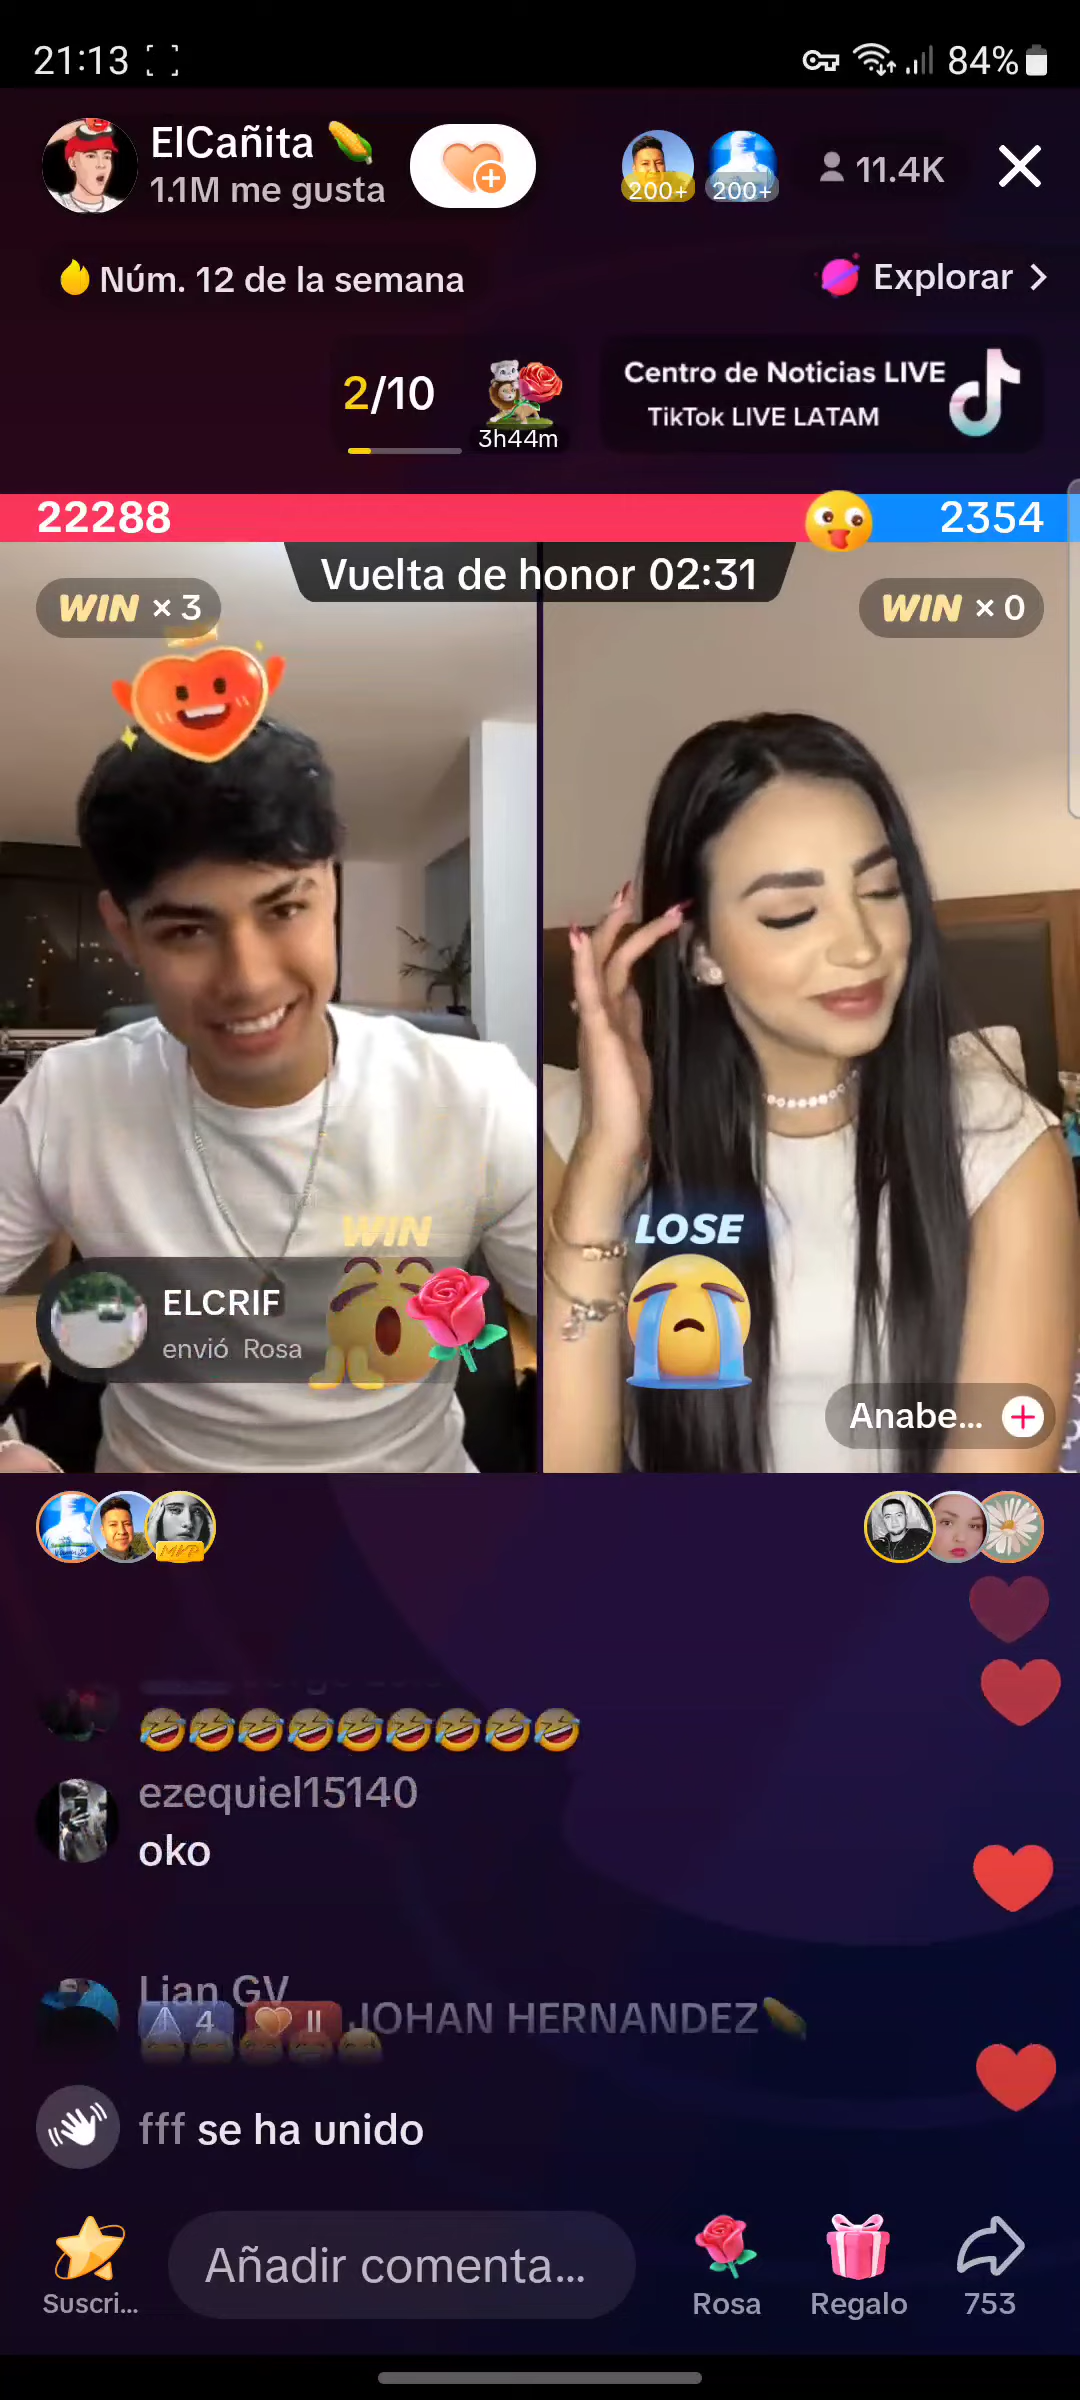 21:13
84%
ElCañita
1.1M me gusta
200+
200+
11.4K
Núm. 12 de la semana
Explorar
2/10
3h44m
Centro de Noticias LIVE
TikTok LIVE LATAM
22288
2354
Vuelta de honor 02:31
WIN × 3
WIN × 0
WIN
LOSE
ELCRIF
envió Rosa
Anabe...
MVP
ezequiel15140
oko
Lian GV
4
II
JOHAN HERNANDEZ
fff se ha unido
Suscri...
Añadir comenta...
Rosa
Regalo
753